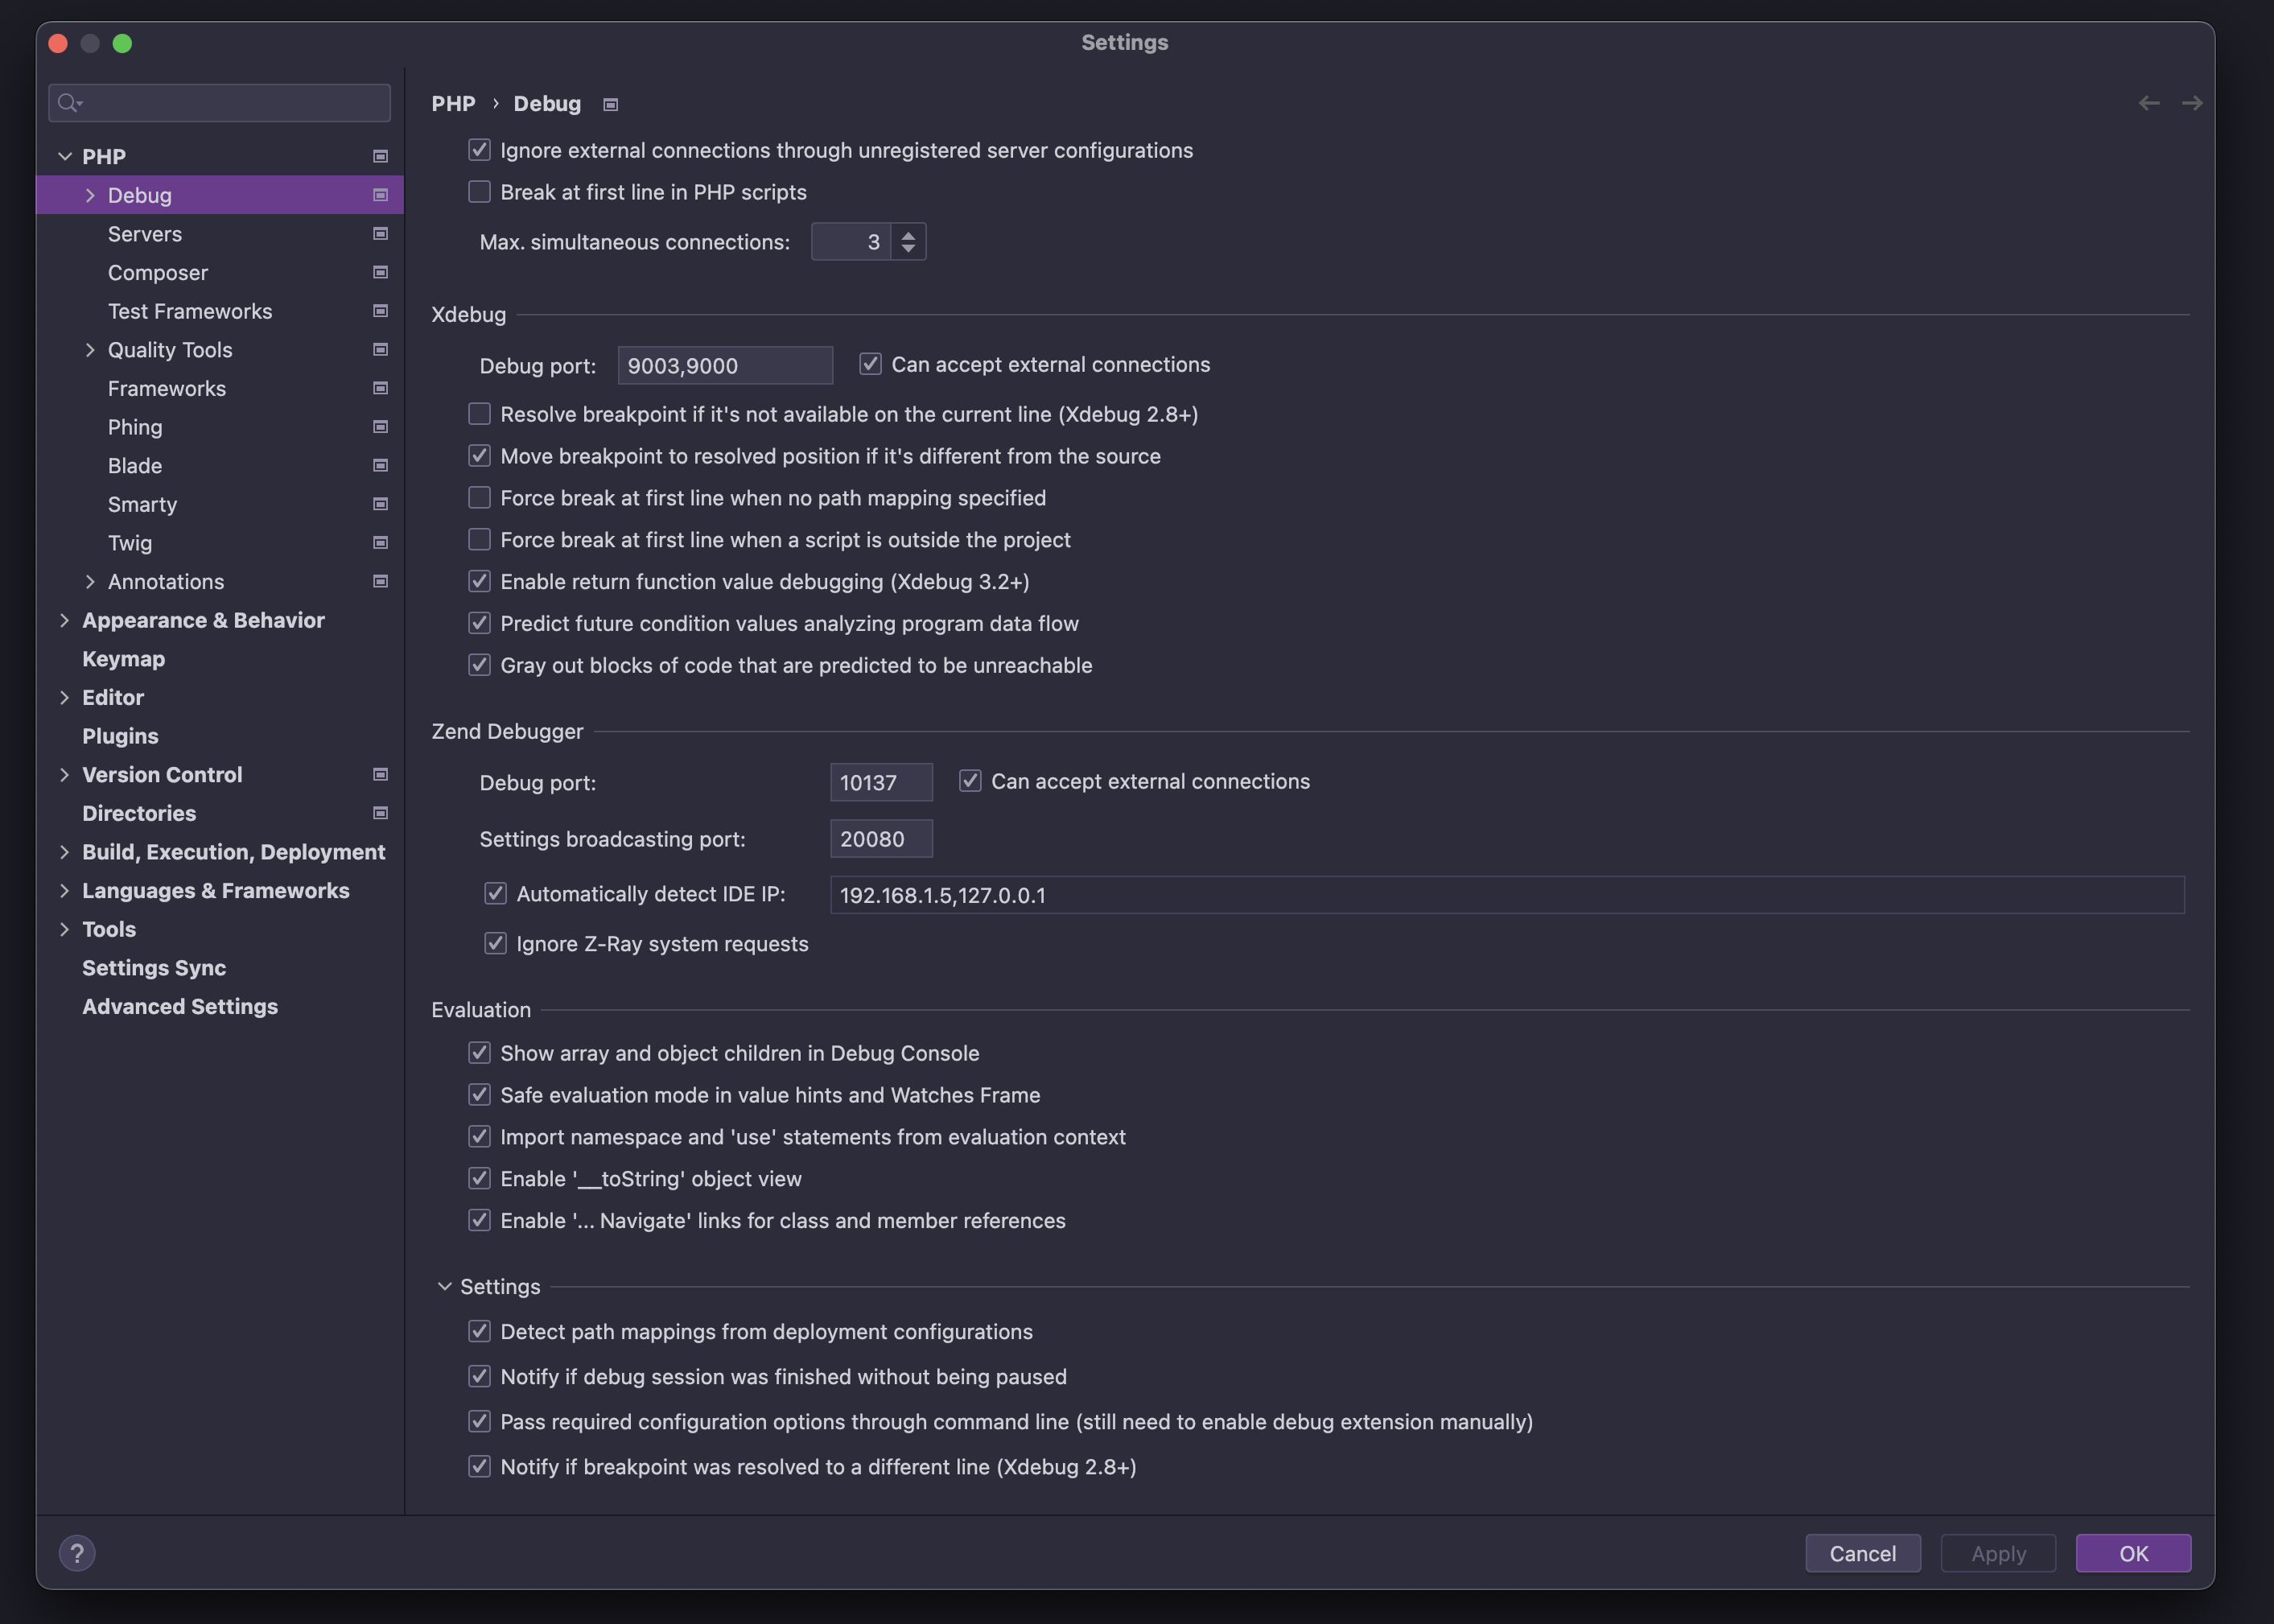 Settings
PHP
Debug
Servers
Composer
Test Frameworks
Quality Tools
Frameworks
Phing
Blade
Smarty
Twig
Annotations
Appearance & Behavior
Keymap
Editor
Plugins
Version Control
Directories
Build, Execution, Deployment
Languages & Frameworks
Tools
Settings Sync
Advanced Settings
PHP › Debug
Ignore external connections through unregistered server configurations
Break at first line in PHP scripts
Max. simultaneous connections: 3
Xdebug
Debug port: 9003,9000 Can accept external connections
Resolve breakpoint if it's not available on the current line (Xdebug 2.8+)
Move breakpoint to resolved position if it's different from the source
Force break at first line when no path mapping specified
Force break at first line when a script is outside the project
Enable return function value debugging (Xdebug 3.2+)
Predict future condition values analyzing program data flow
Gray out blocks of code that are predicted to be unreachable
Zend Debugger
Debug port: 10137 Can accept external connections
Settings broadcasting port: 20080
Automatically detect IDE IP: 192.168.1.5,127.0.0.1
Ignore Z-Ray system requests
Evaluation
Show array and object children in Debug Console
Safe evaluation mode in value hints and Watches Frame
Import namespace and 'use' statements from evaluation context
Enable '__toString' object view
Enable '... Navigate' links for class and member references
Settings
Detect path mappings from deployment configurations
Notify if debug session was finished without being paused
Pass required configuration options through command line (still need to enable debug extension manually)
Notify if breakpoint was resolved to a different line (Xdebug 2.8+)
? Cancel Apply OK